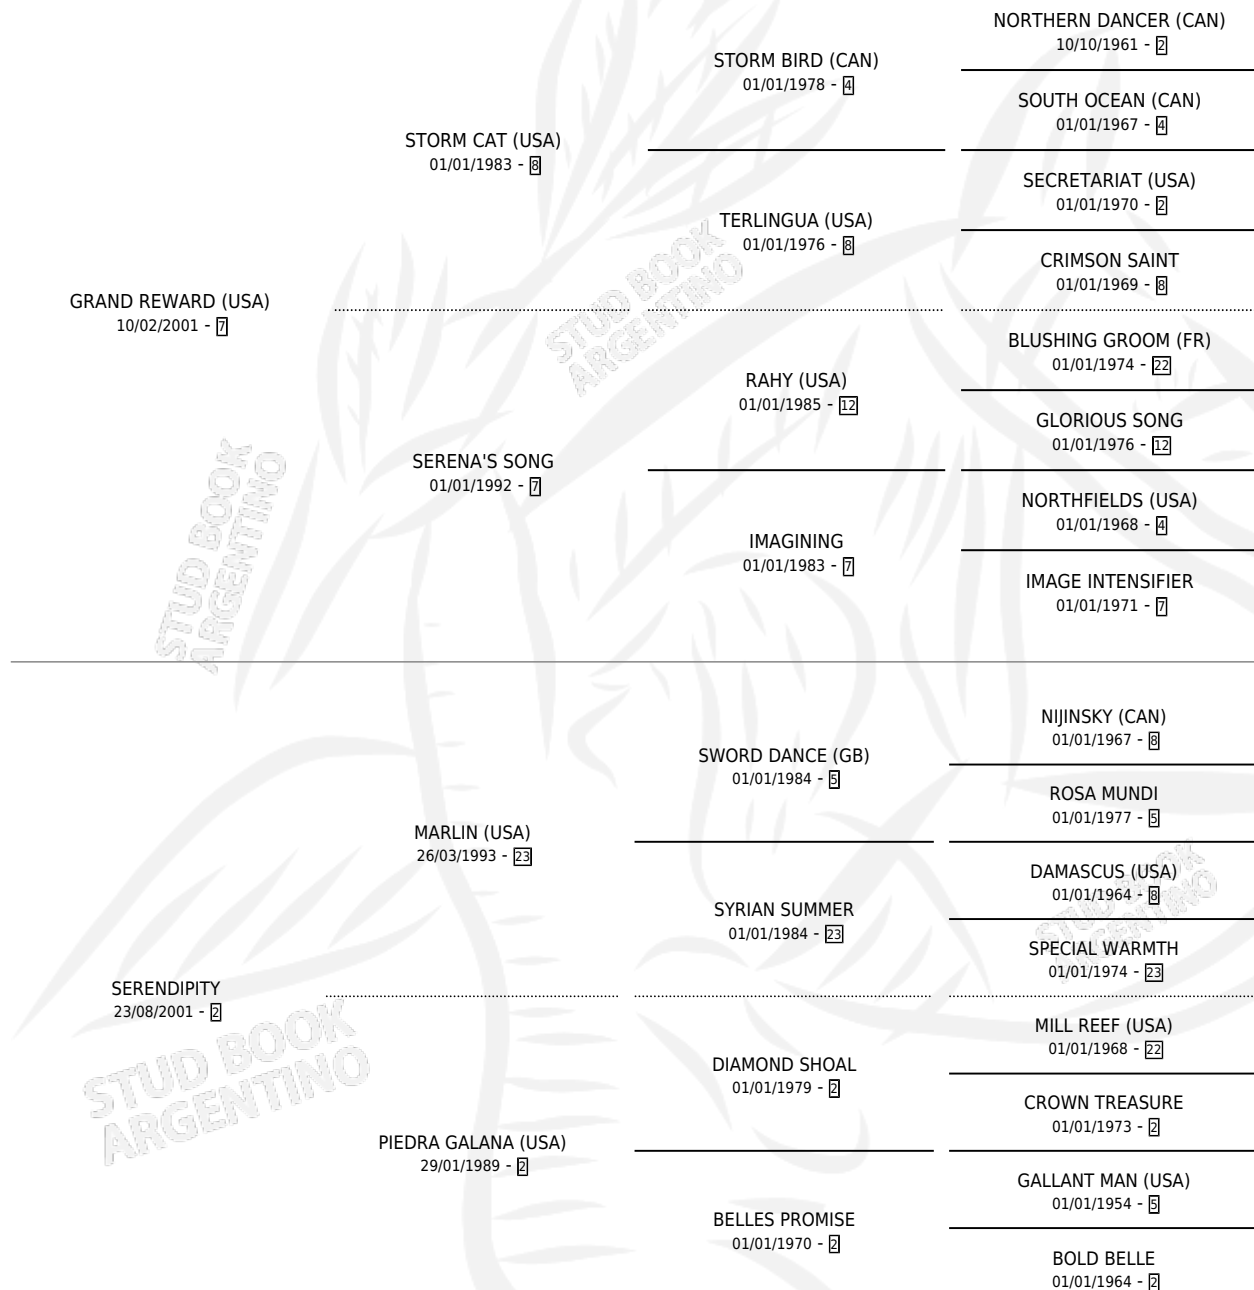 NORTHERN DANCER (CAN)
10/10/1961 - 2
STORM BIRD (CAN)
01/01/1978 - 4
SOUTH OCEAN (CAN)
01/01/1967 - 4
STORM CAT (USA)
01/01/1983 - 8
SECRETARIAT (USA)
01/01/1970 - 2
TERLINGUA (USA)
01/01/1976 - 8
CRIMSON SAINT
01/01/1969 - 8
GRAND REWARD (USA)
10/02/2001 - 7
STUD BOOK
ARGENTINO
BLUSHING GROOM (FR)
01/01/1974 - 22
RAHY (USA)
01/01/1985 - 12
GLORIOUS SONG
01/01/1976 - 12
SERENA'S SONG
01/01/1992 - 7
NORTHFIELDS (USA)
01/01/1968 - 4
IMAGINING
01/01/1983 - 7
IMAGE INTENSIFIER
01/01/1971 - 7
STUD BOOK
ARGENTINO
NIJINSKY (CAN)
01/01/1967 - 8
SWORD DANCE (GB)
01/01/1984 - 5
ROSA MUNDI
01/01/1977 - 5
MARLIN (USA)
26/03/1993 - 23
DAMASCUS (USA)
01/01/1964 - 8
SYRIAN SUMMER
01/01/1984 - 23
STUD BOOK
ARGENTINO
SPECIAL WARMTH
01/01/1974 - 23
SERENDIPITY
23/08/2001 - 2
STUD BOOK
ARGENTINO
MILL REEF (USA)
01/01/1968 - 22
DIAMOND SHOAL
01/01/1979 - 2
CROWN TREASURE
01/01/1973 - 2
PIEDRA GALANA (USA)
29/01/1989 - 2
GALLANT MAN (USA)
01/01/1954 - 5
BELLES PROMISE
01/01/1970 - 2
BOLD BELLE
01/01/1964 - 2